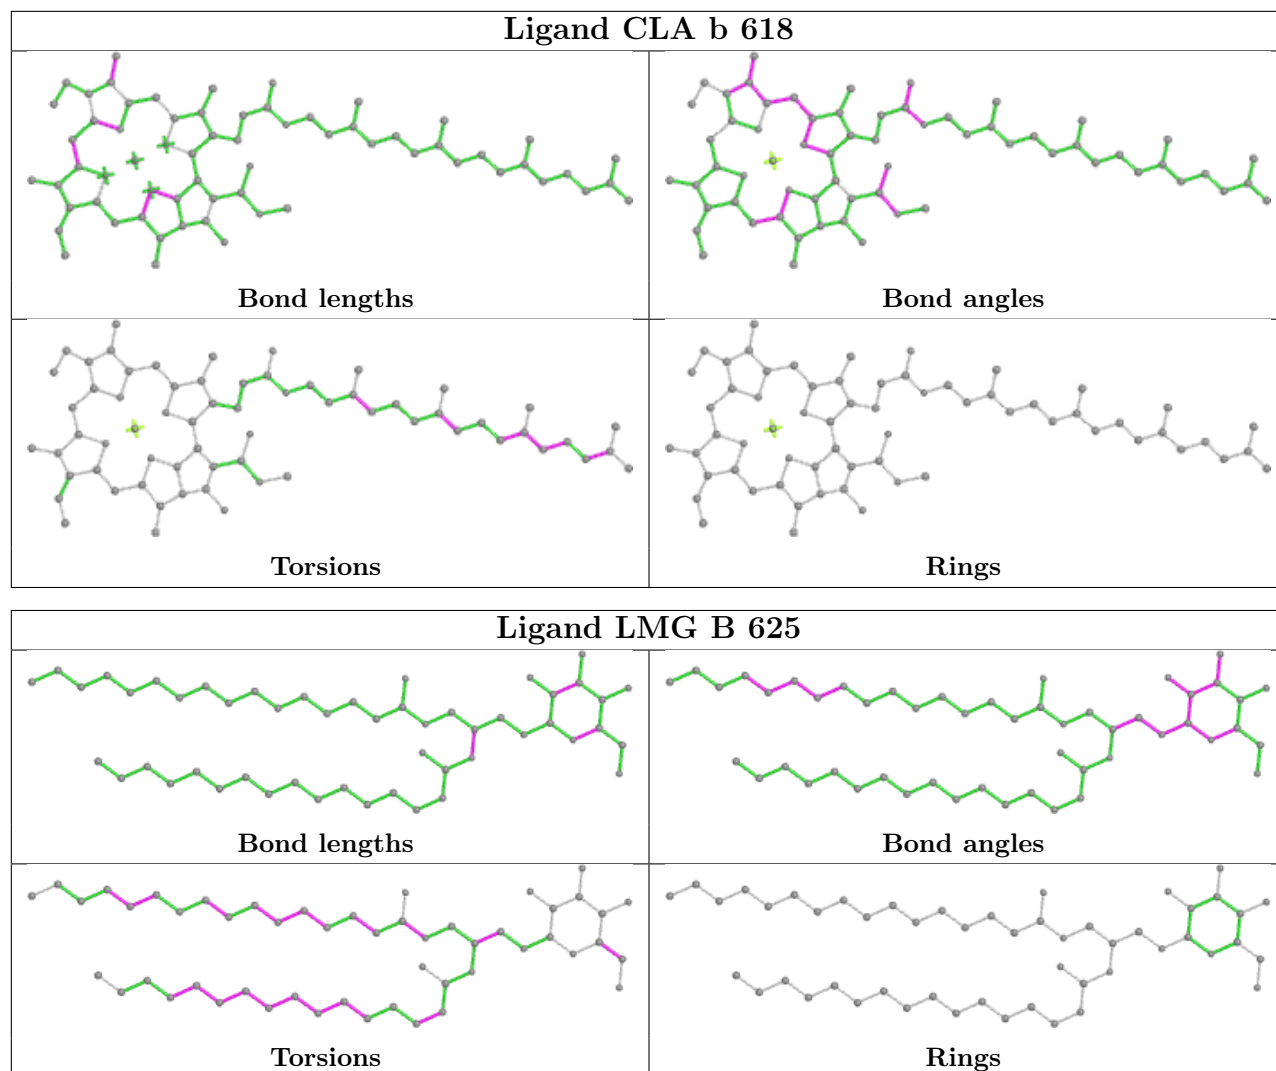 Ligand CLA b 618
Bond lengths
Bond angles
Torsions
Rings
Ligand LMG B 625
Bond lengths
Bond angles
Torsions
Rings